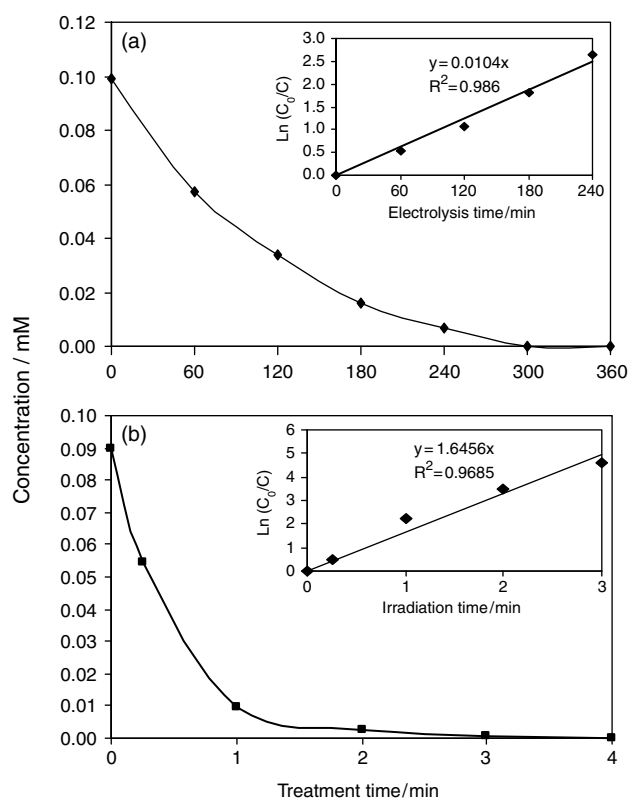 Concentration / mM
0.12
0.10
0.08
0.06
0.04
0.02
0.00
(a)
0 60 120 180 240 300 360
Ln (C0/C)
3.0
2.5
2.0
1.5
1.0
0.5
0.0
y = 0.0104x
R2 = 0.986
0 60 120 180 240
Electrolysis time/min
0.10
0.09
0.08
0.07
0.06
0.05
0.04
0.03
0.02
0.01
0.00
(b)
Ln (C0/C)
6
5
4
3
2
1
0
y = 1.6456x
R2 = 0.9685
0 1 2 3
Irradiation time/min
0 1 2 3 4
Treatment time/min